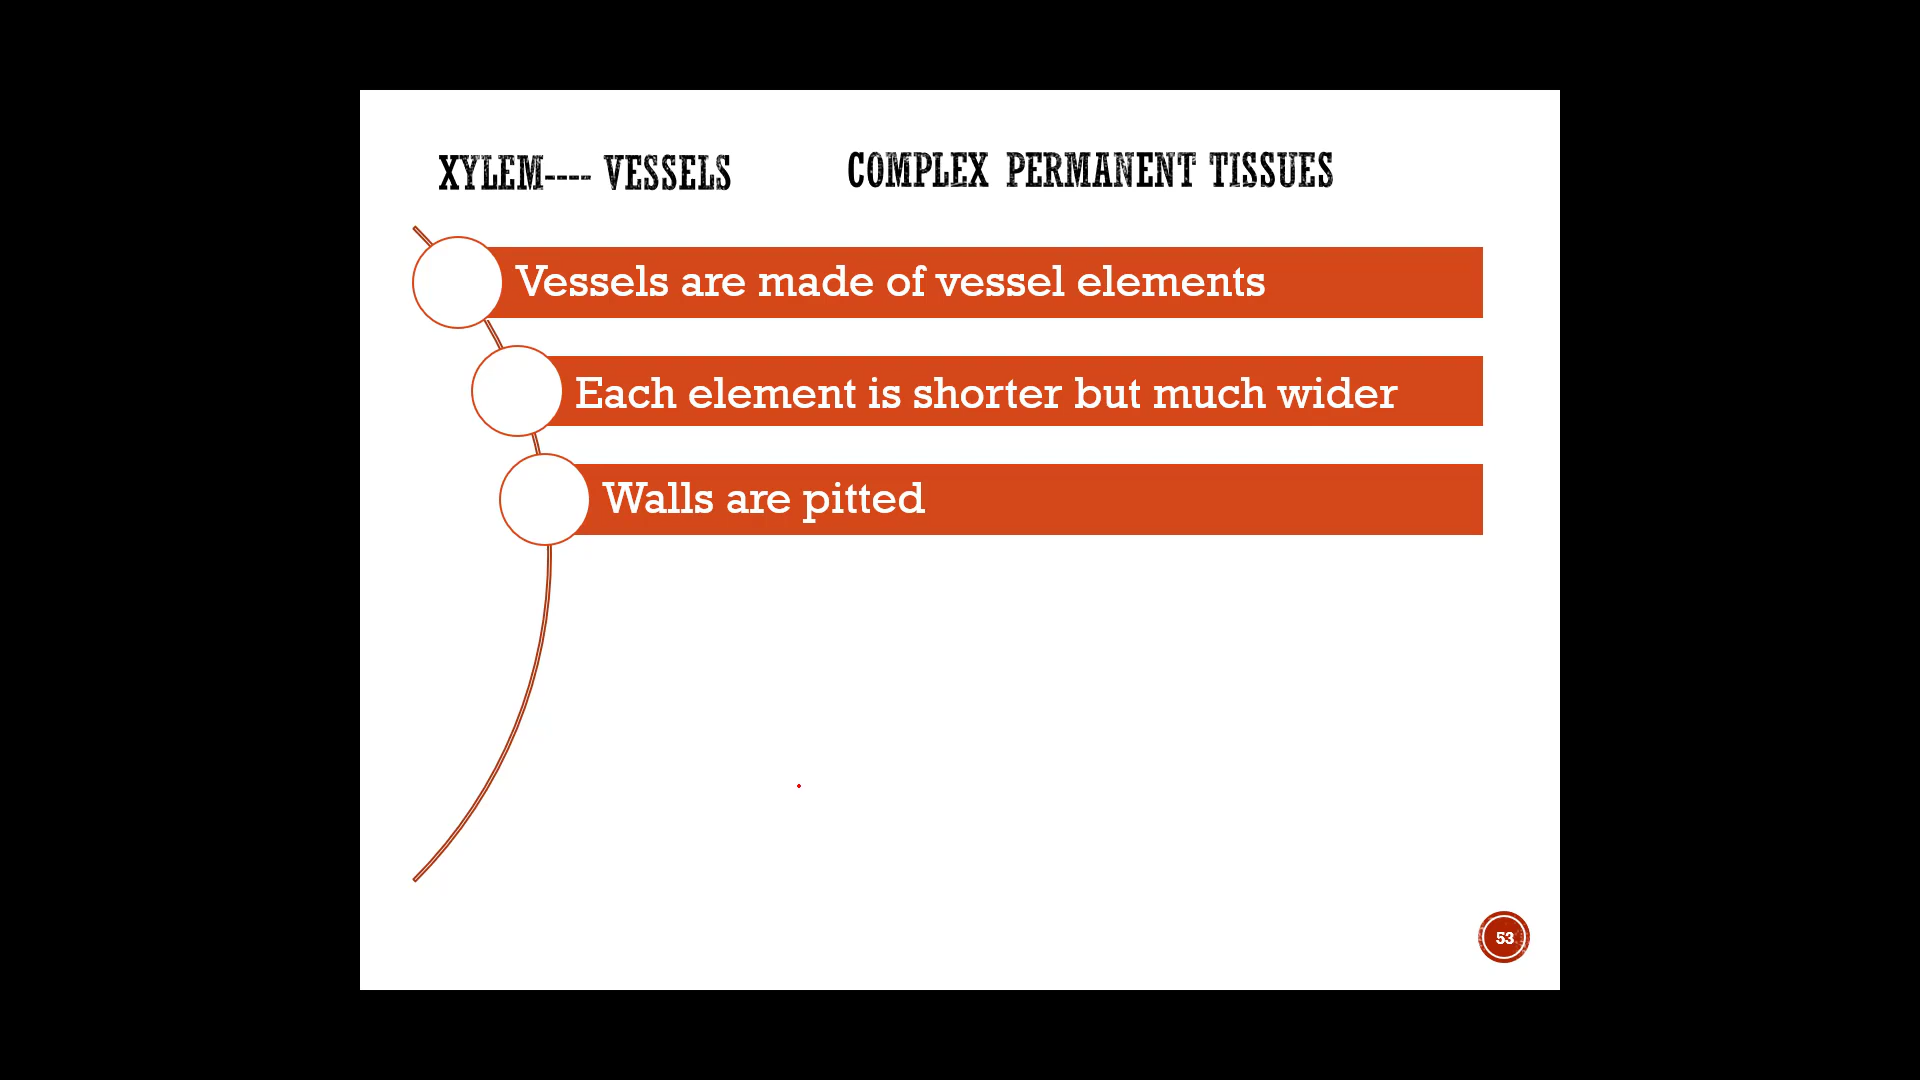 XYLEM---- VESSELS COMPLEX PERMANENT TISSUES
Vessels are made of vessel elements
Each element is shorter but much wider
Walls are pitted
53